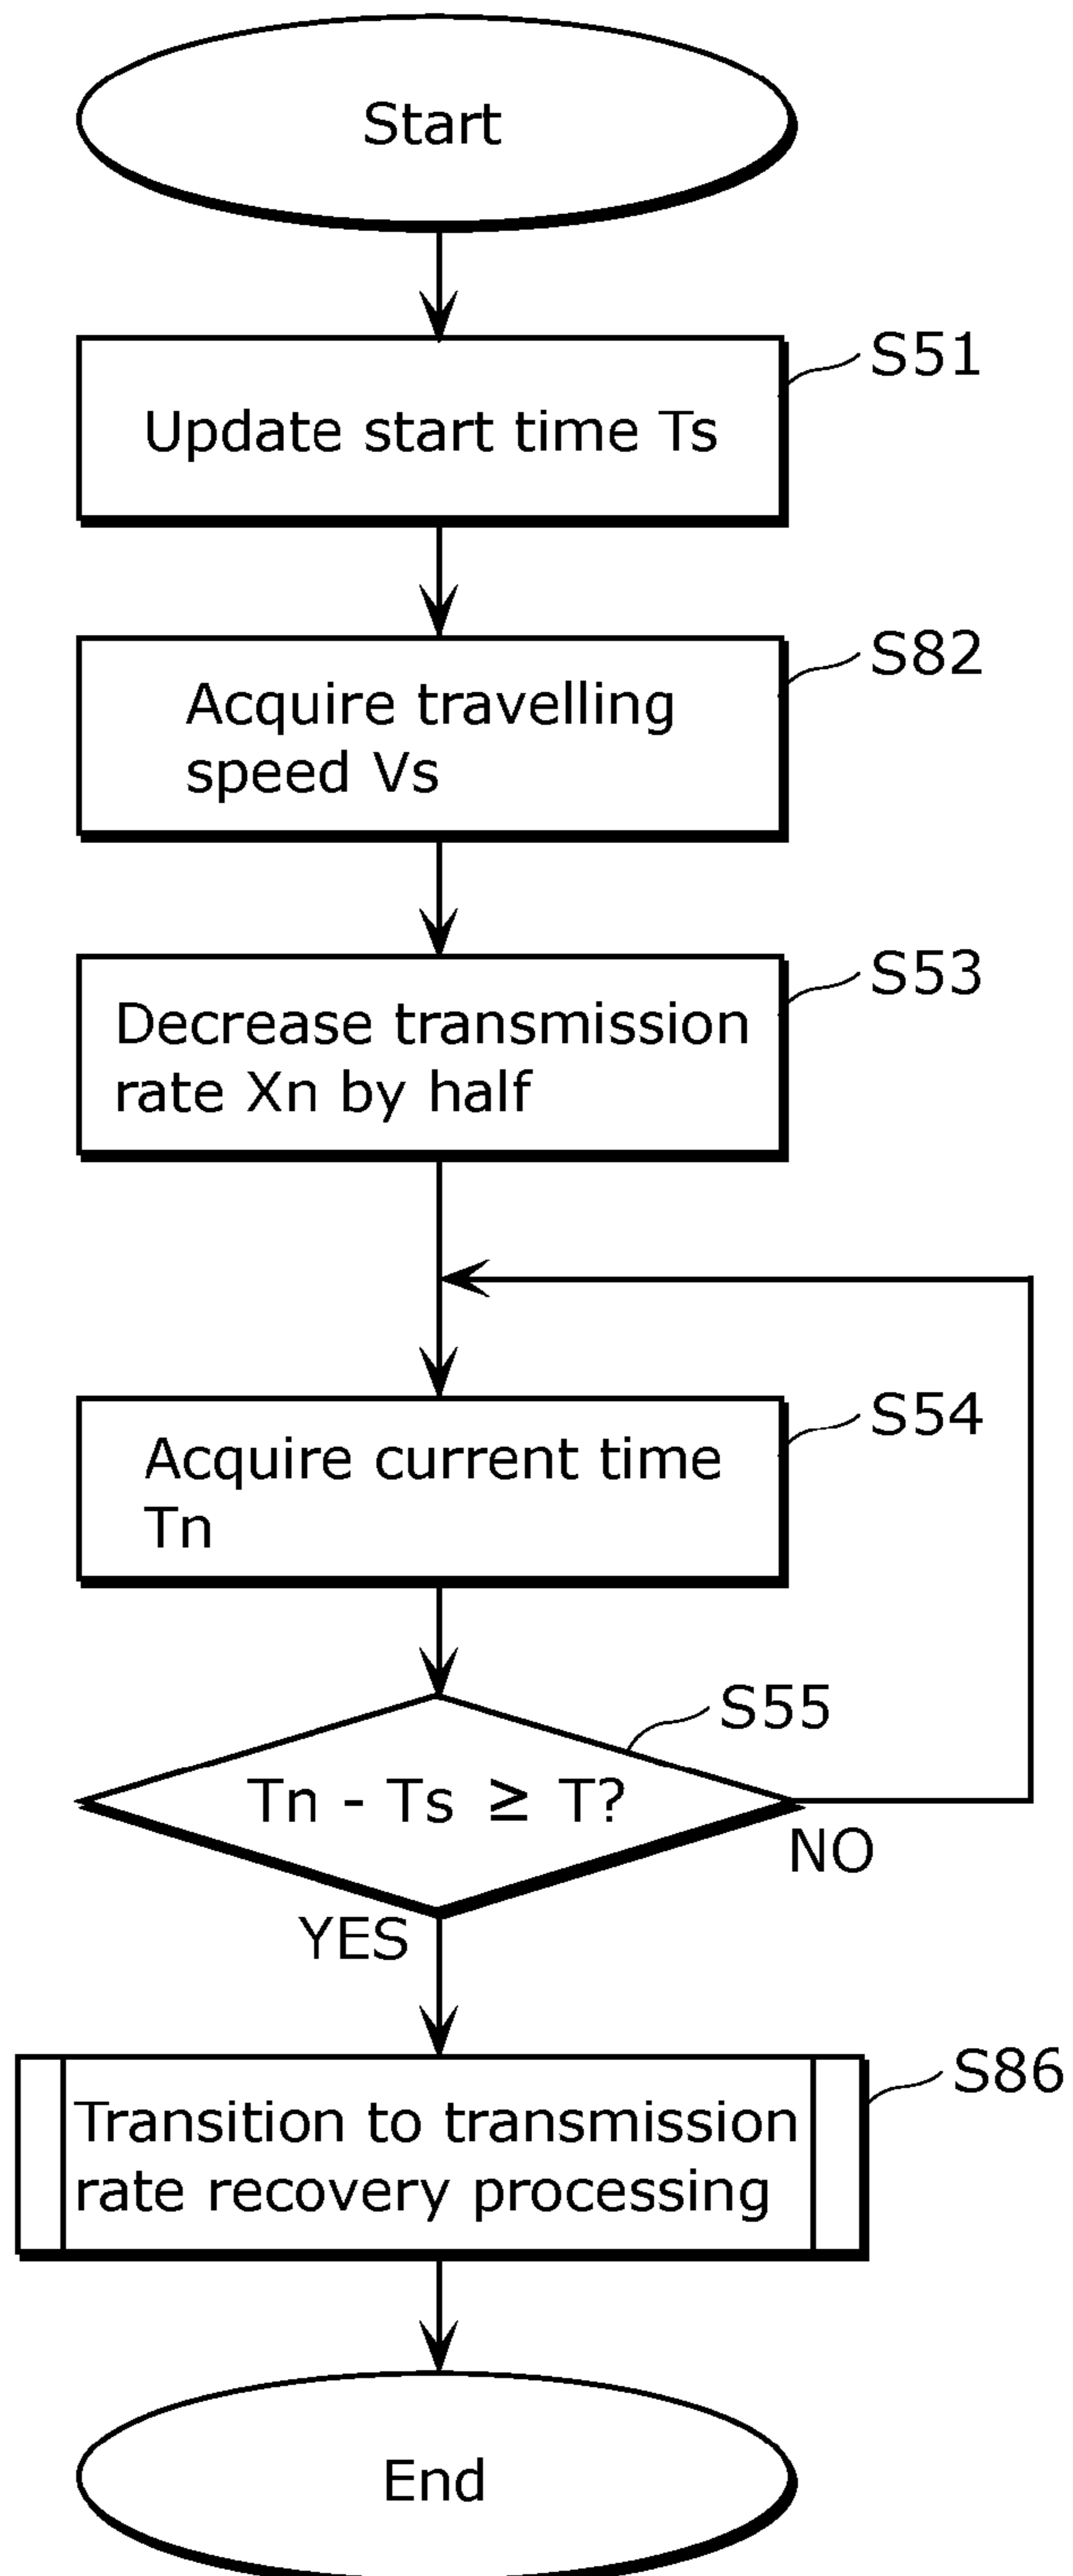 Start
S51
Update start time Ts
S82
Acquire travelling
speed Vs
S53
Decrease transmission
rate Xn by half
S54
Acquire current time
Tn
S55
Tn - Ts ≥ T?
NO
YES
S86
Transition to transmission
rate recovery processing
End